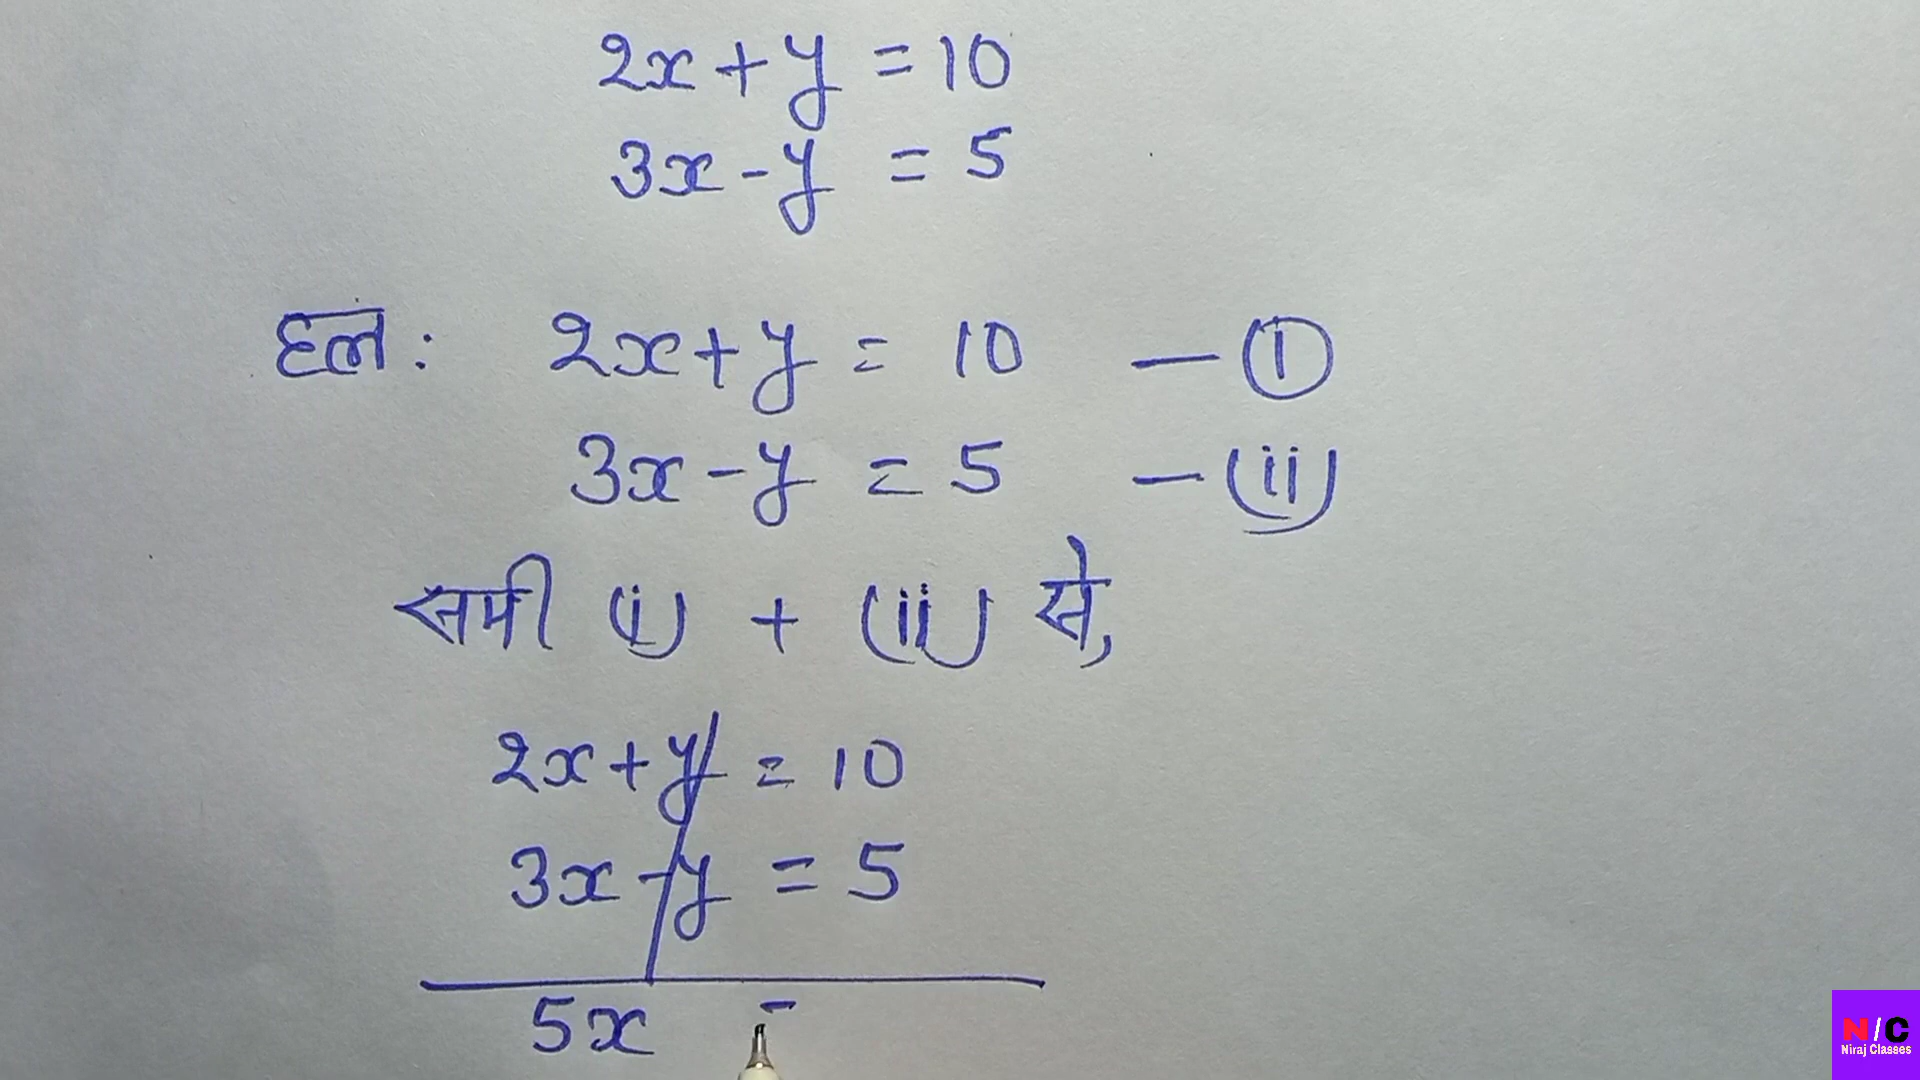 2x + y = 10
3x - y = 5
हल : 2x + y = 10 — (i)
3x - y = 5 — (ii)
समी (i) + (ii) से,
2x + y = 10
3x - y = 5
5x =
N/C
Niraj Classes